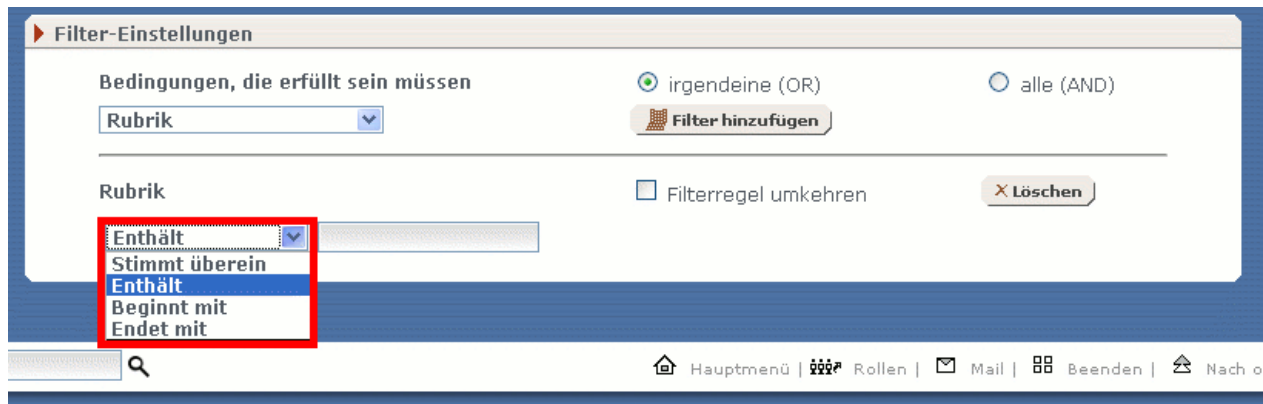 Filter-Einstellungen
Bedingungen, die erfüllt sein müssen
irgendeine (OR)
alle (AND)
Rubrik
Filter hinzufügen
Rubrik
Filterregel umkehren
Löschen
Enthält
Stimmt überein
Enthält
Beginnt mit
Endet mit
Hauptmenü | Rollen | Mail | Beenden | Nach o